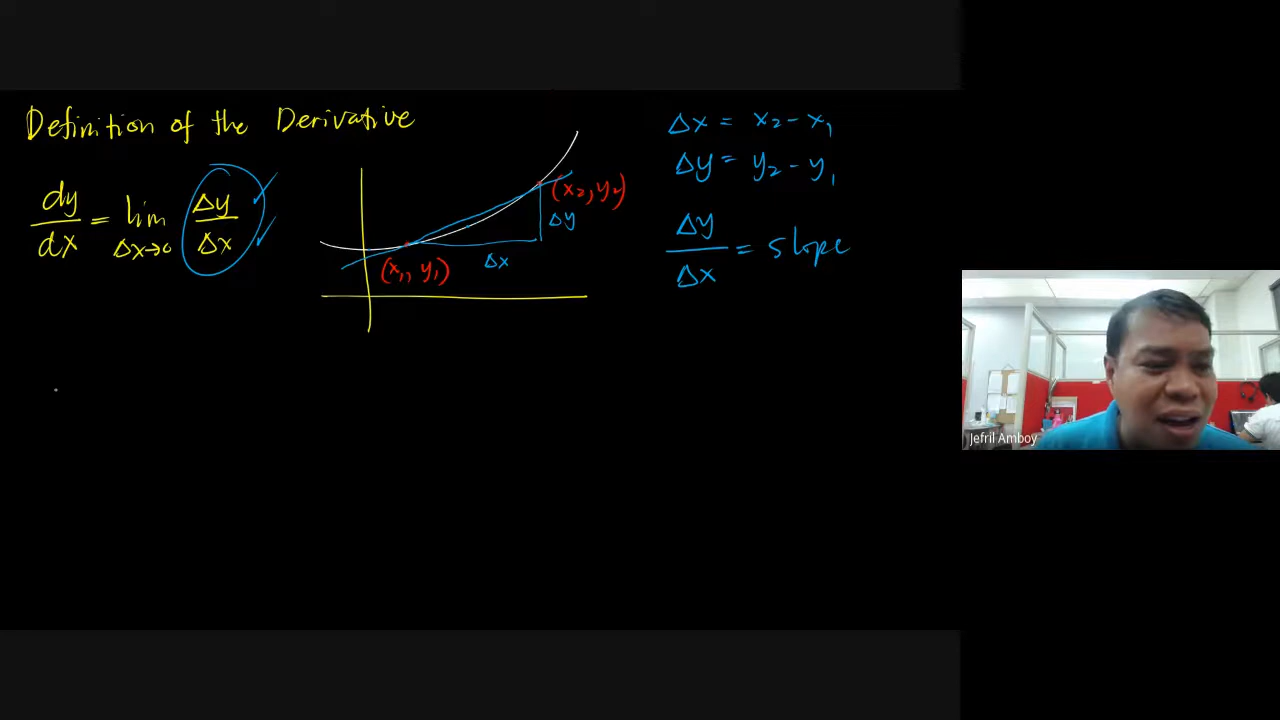 Definition of the Derivative
dy/dx = lim Δx→0 Δy/Δx
(x₂, y₂)
Δy
(x₁, y₁)
Δx
Δx = x₂ - x₁
Δy = y₂ - y₁
Δy/Δx = slope
Jefril Amboy